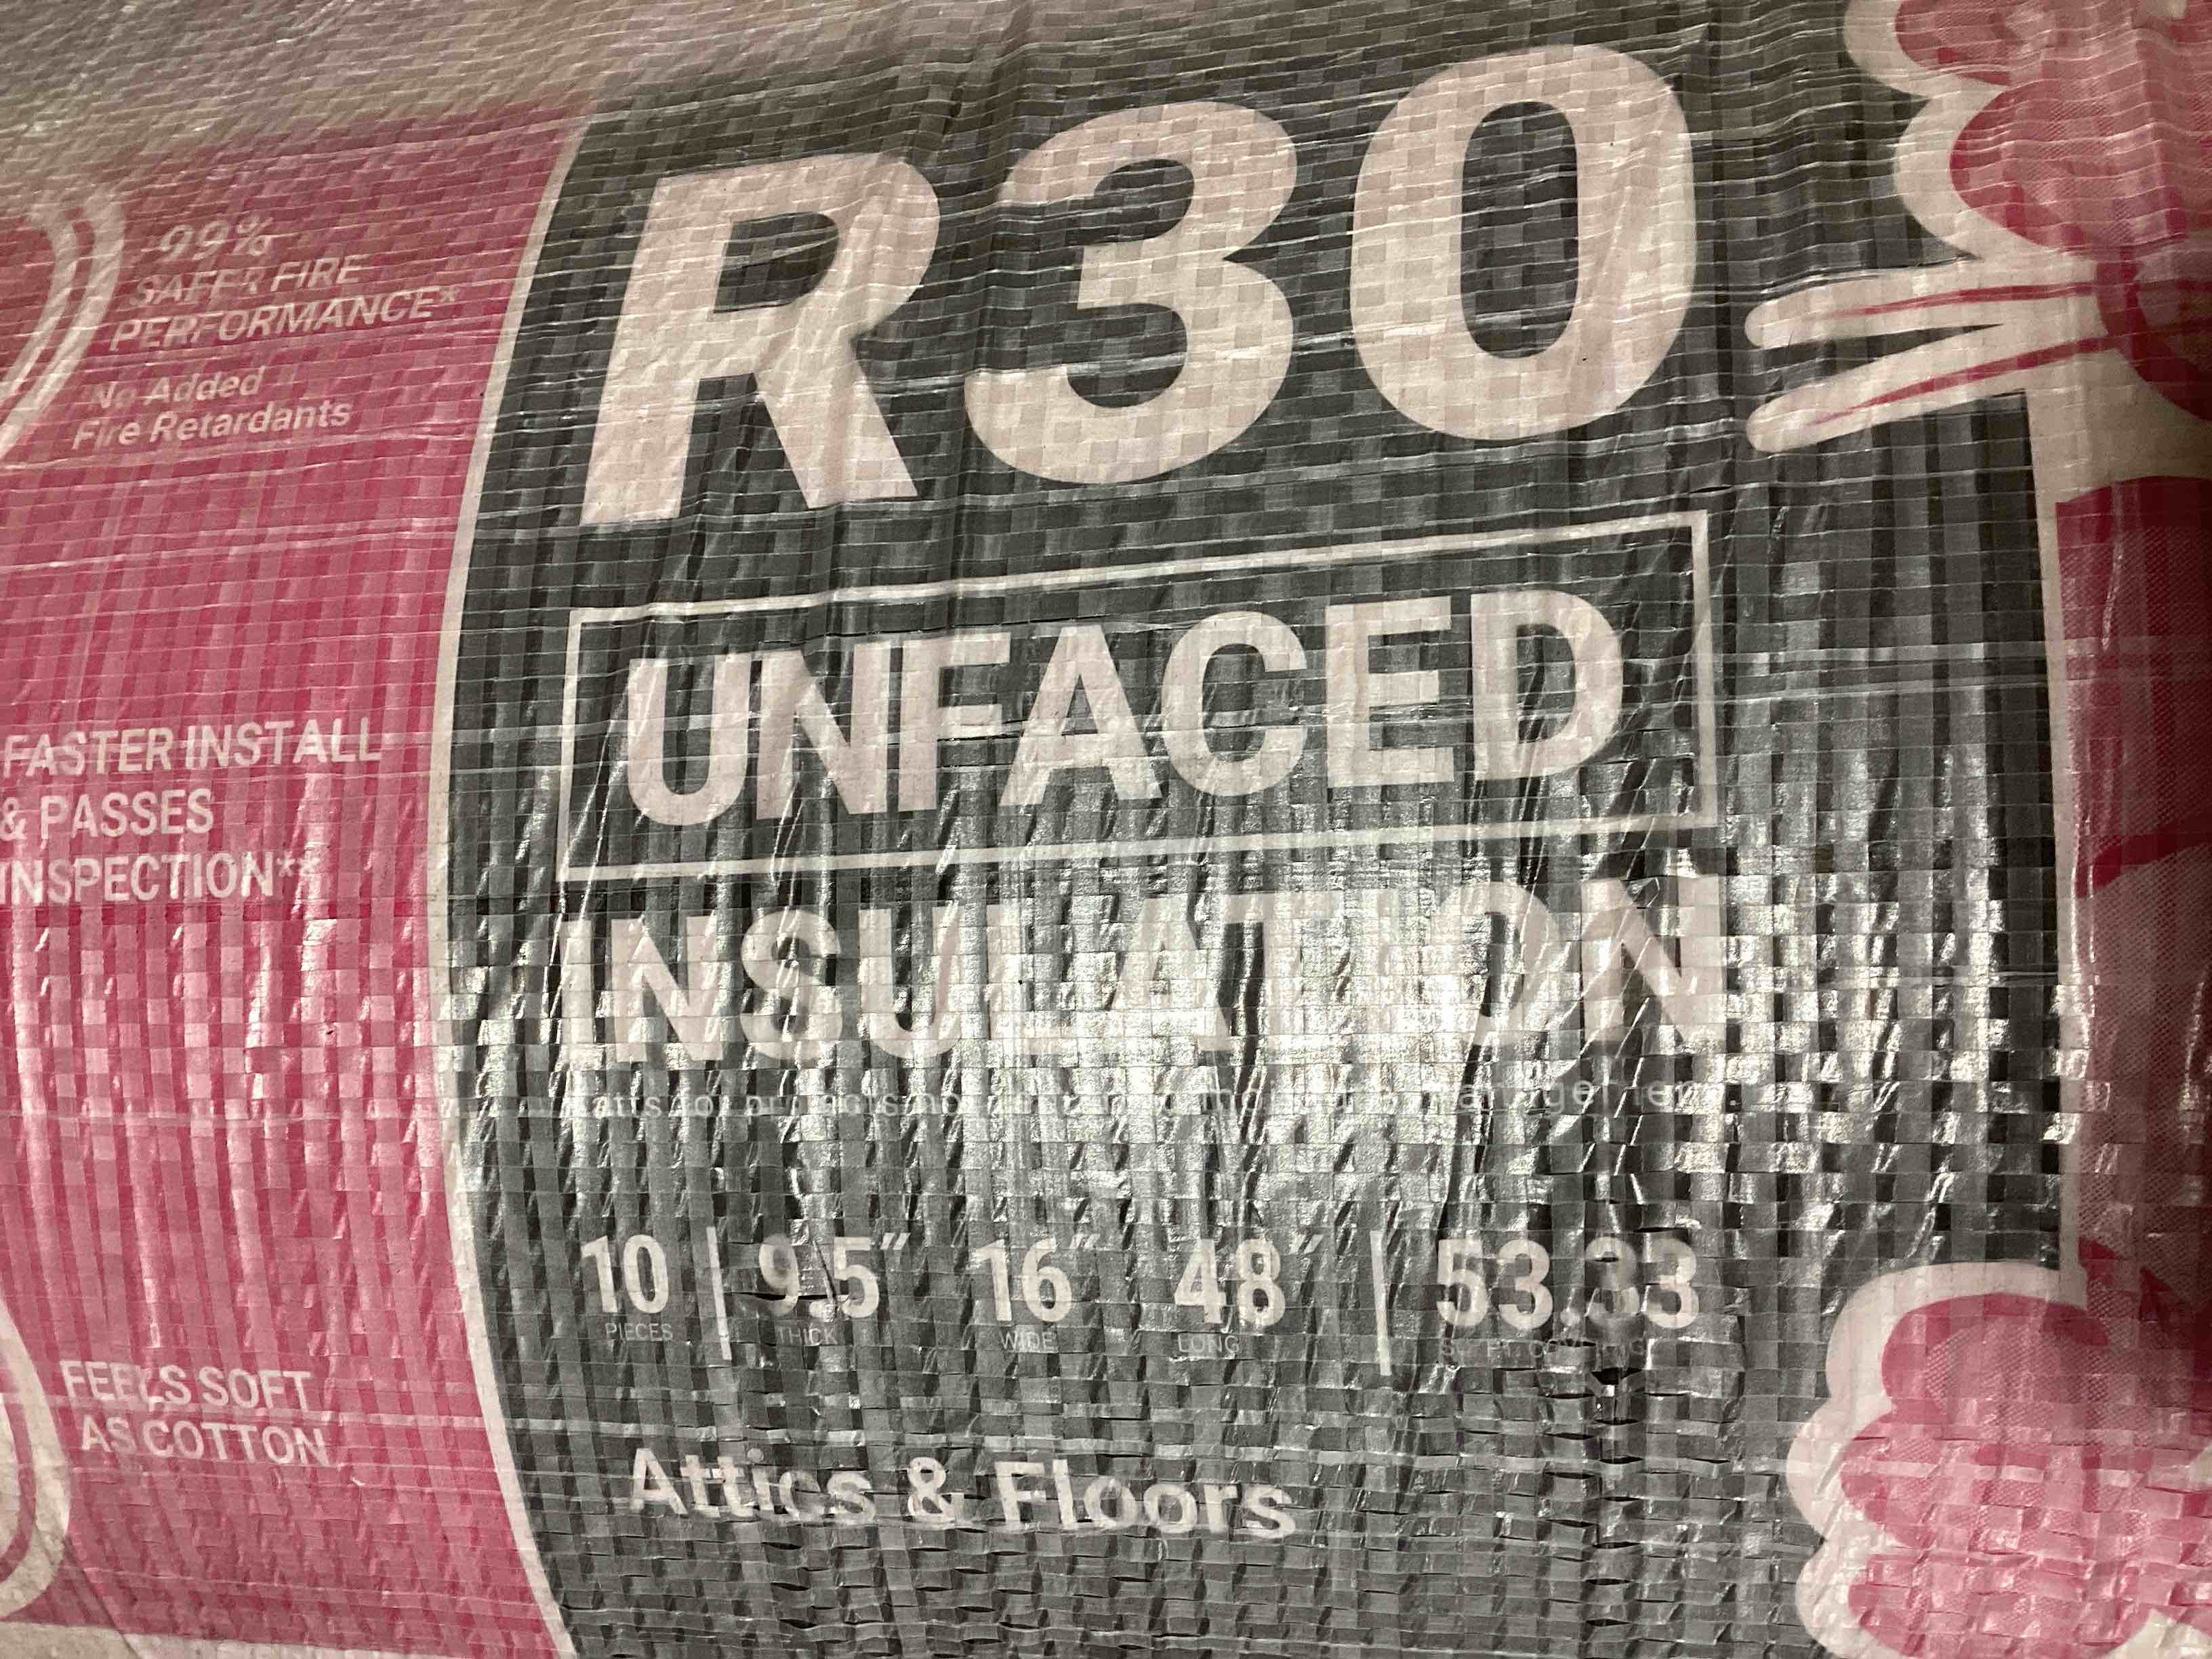 99%
SAFER FIRE
PERFORMANCE*
No Added
Fire Retardants
FASTER INSTALL
& PASSES
INSPECTION**
FEELS SOFT
AS COTTON
R30
UNFACED
INSULATION
10 9.5" 16" 48" 53.33
PIECES THICK WIDE LONG
Attics & Floors